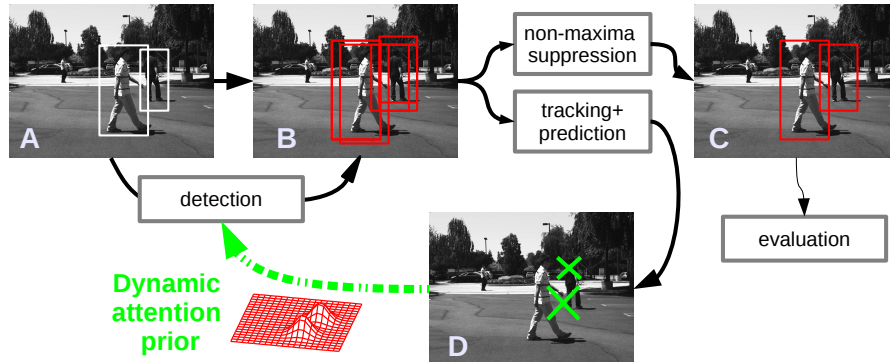 A
B
non-maxima
suppression
tracking+
prediction
C
detection
evaluation
Dynamic
attention
prior
D